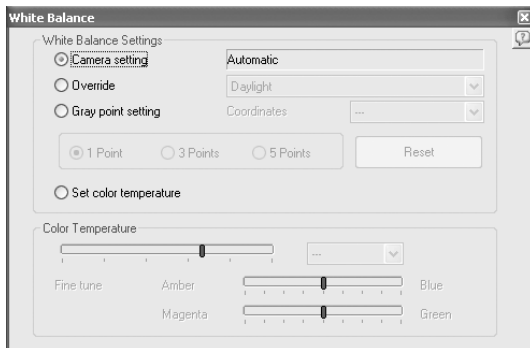 White Balance
White Balance Settings
Camera setting Automatic
Override Daylight
Gray point setting Coordinates ---
1 Point 3 Points 5 Points Reset
Set color temperature
Color Temperature
---
Fine tune Amber Blue
Magenta Green